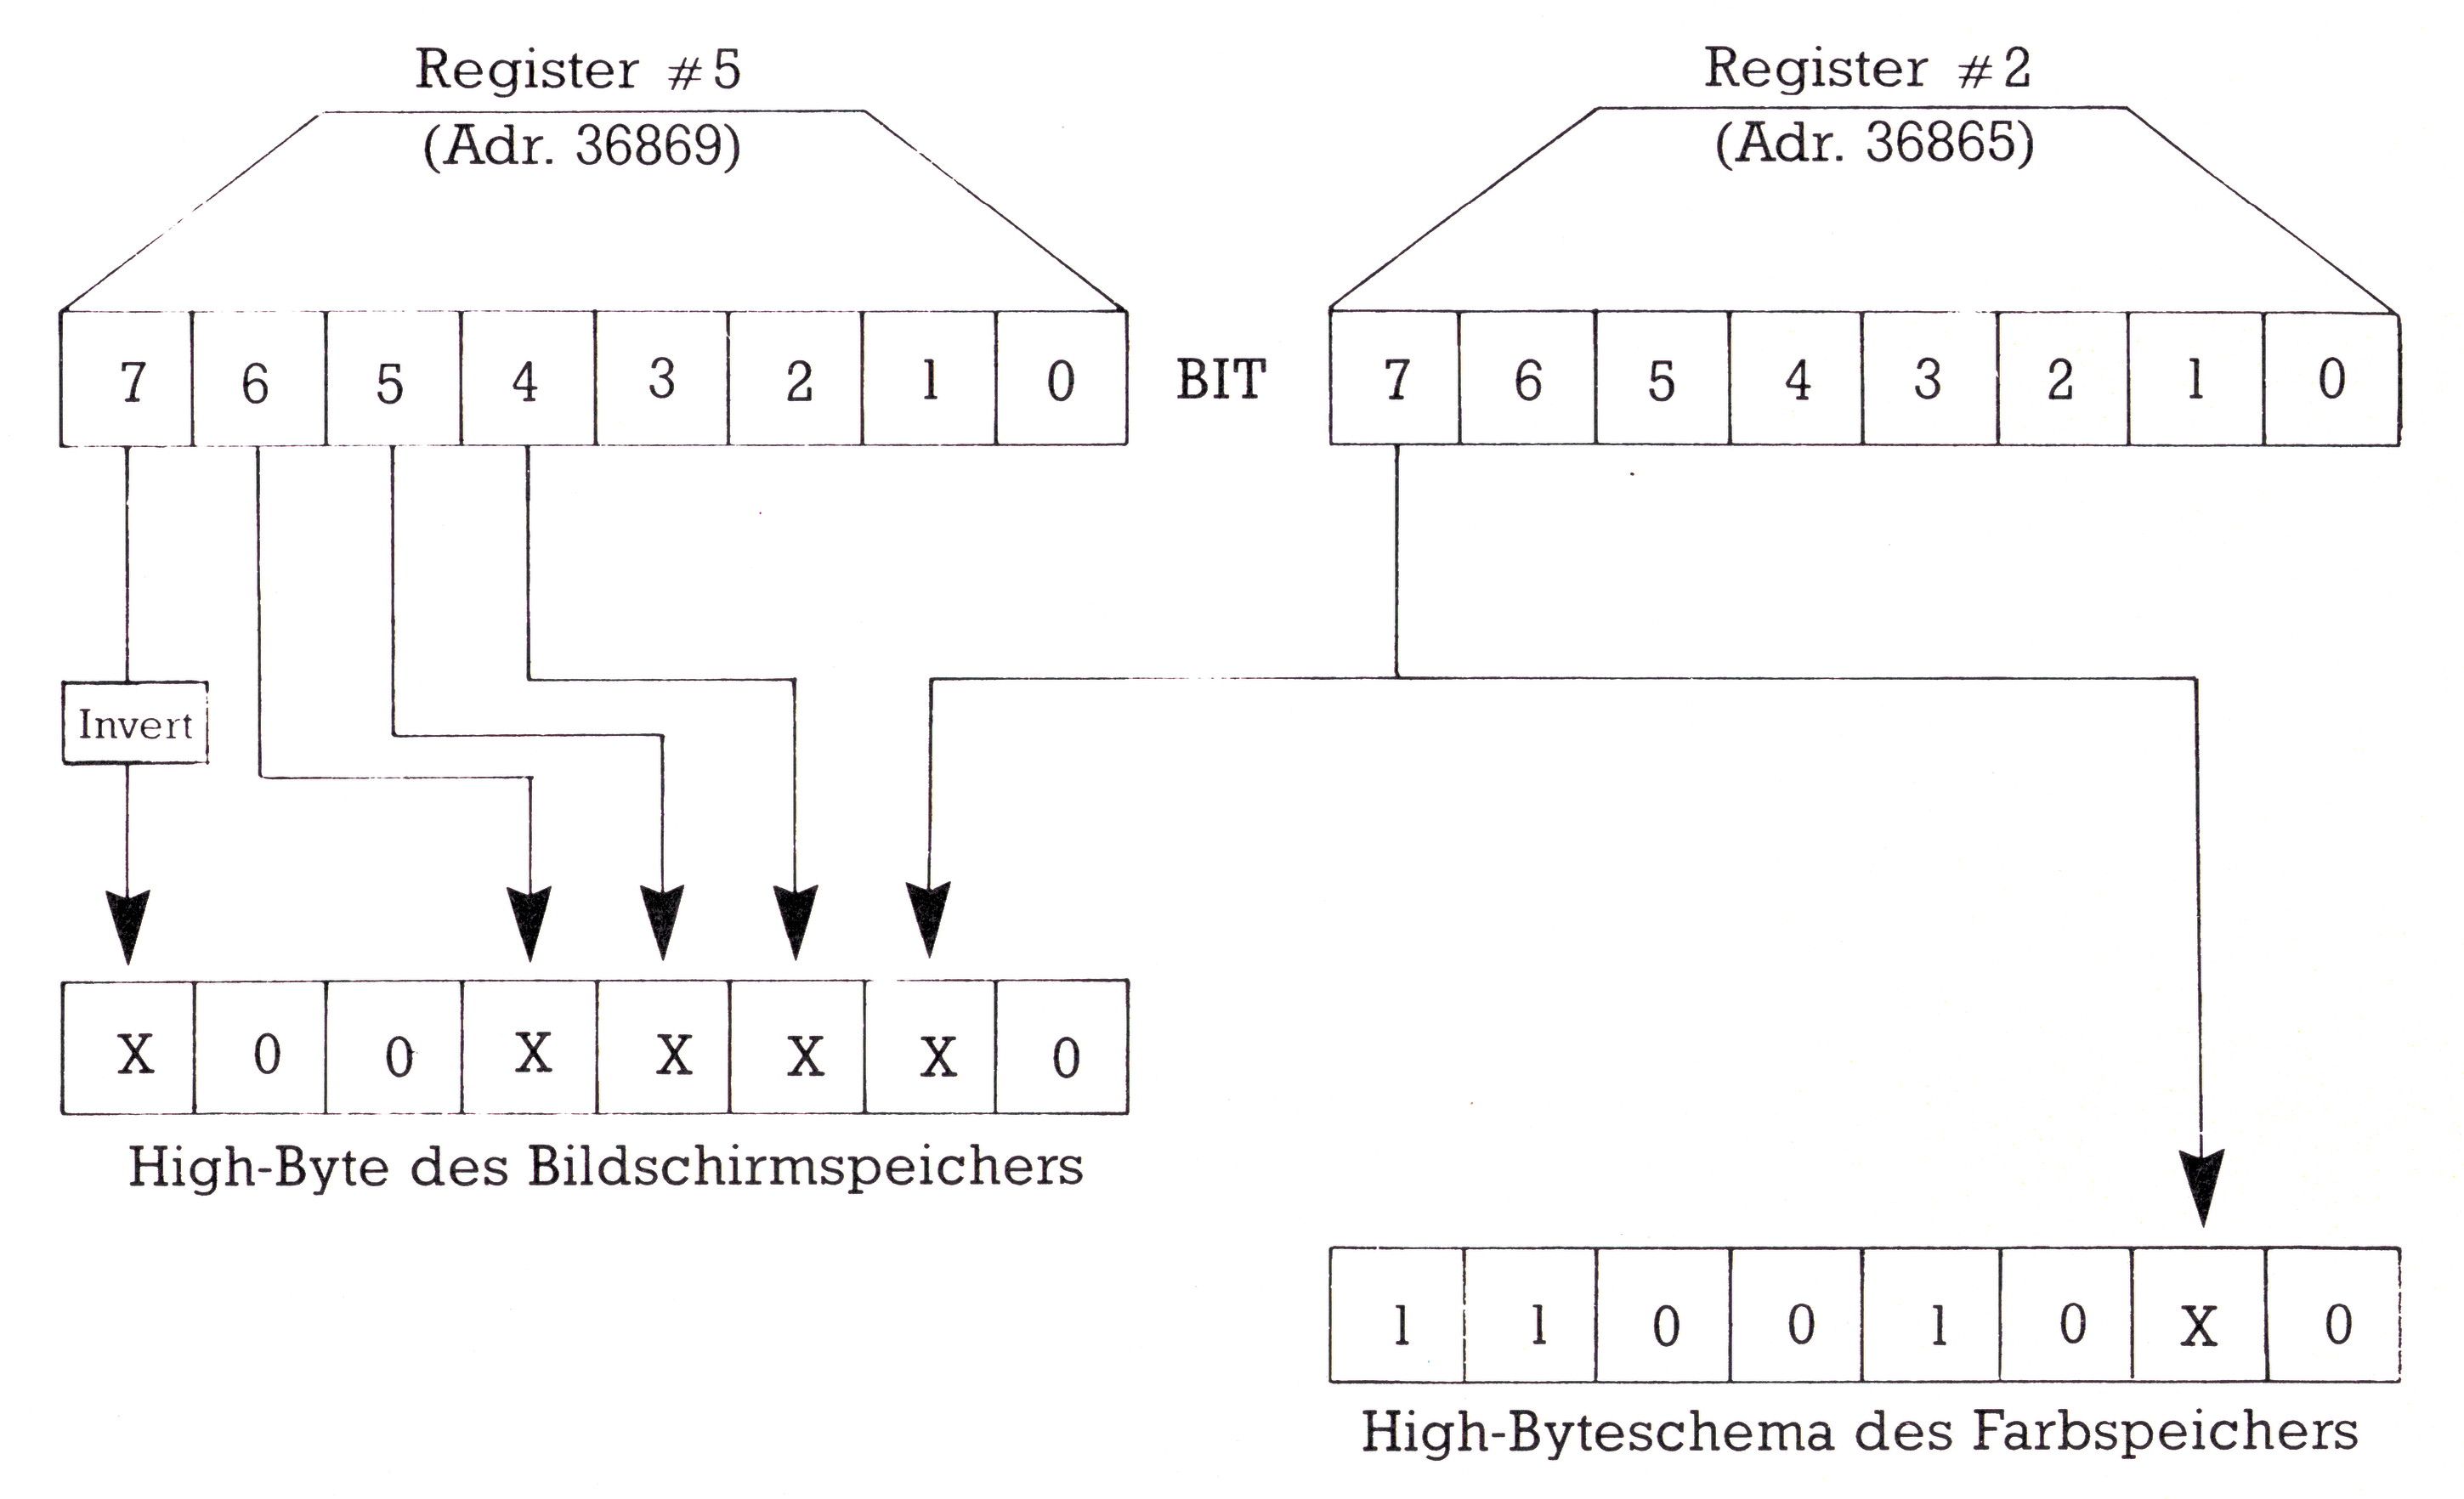 Register #5
(Adr. 36869)
Register #2
(Adr. 36865)
7 6 5 4 3 2 1 0 BIT 7 6 5 4 3 2 1 0
Invert
X 0 0 X X X X 0
High-Byte des Bildschirmspeichers
1 1 0 0 1 0 X 0
High-Byteschema des Farbspeichers